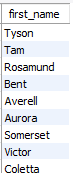 first_name
Tyson
Tam
Rosamund
Bent
Averell
Aurora
Somerset
Victor
Coletta